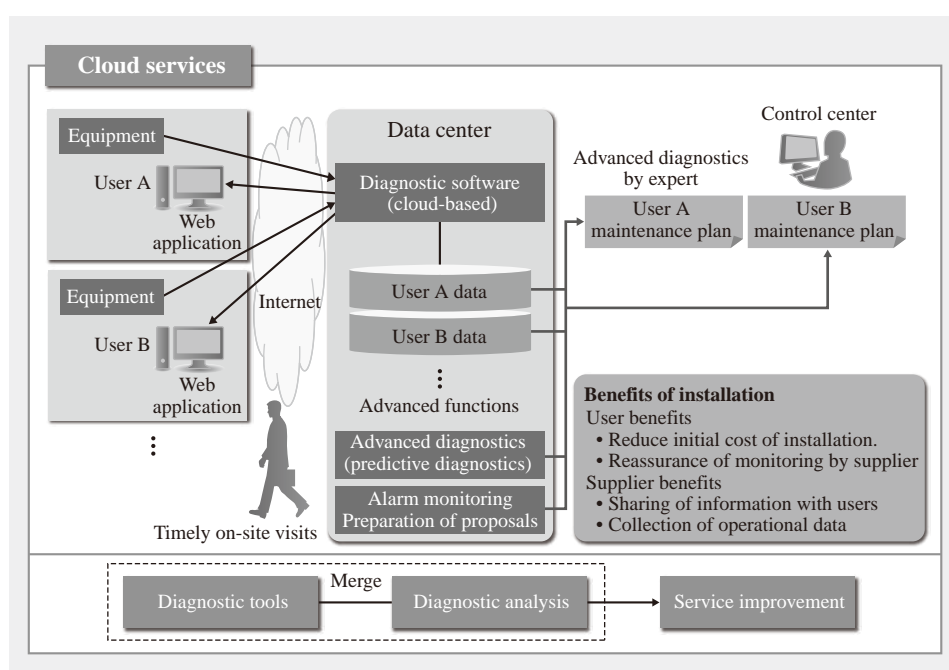 Cloud services
Equipment
User A
Web
application
Equipment
User B
Web
application
Internet
Timely on-site visits
Data center
Diagnostic software
(cloud-based)
User A data
User B data
Advanced functions
Advanced diagnostics
(predictive diagnostics)
Alarm monitoring
Preparation of proposals
Control center
Advanced diagnostics
by expert
User A
maintenance plan
User B
maintenance plan
Benefits of installation
User benefits
• Reduce initial cost of installation.
• Reassurance of monitoring by supplier
Supplier benefits
• Sharing of information with users
• Collection of operational data
Diagnostic tools
Merge
Diagnostic analysis
Service improvement